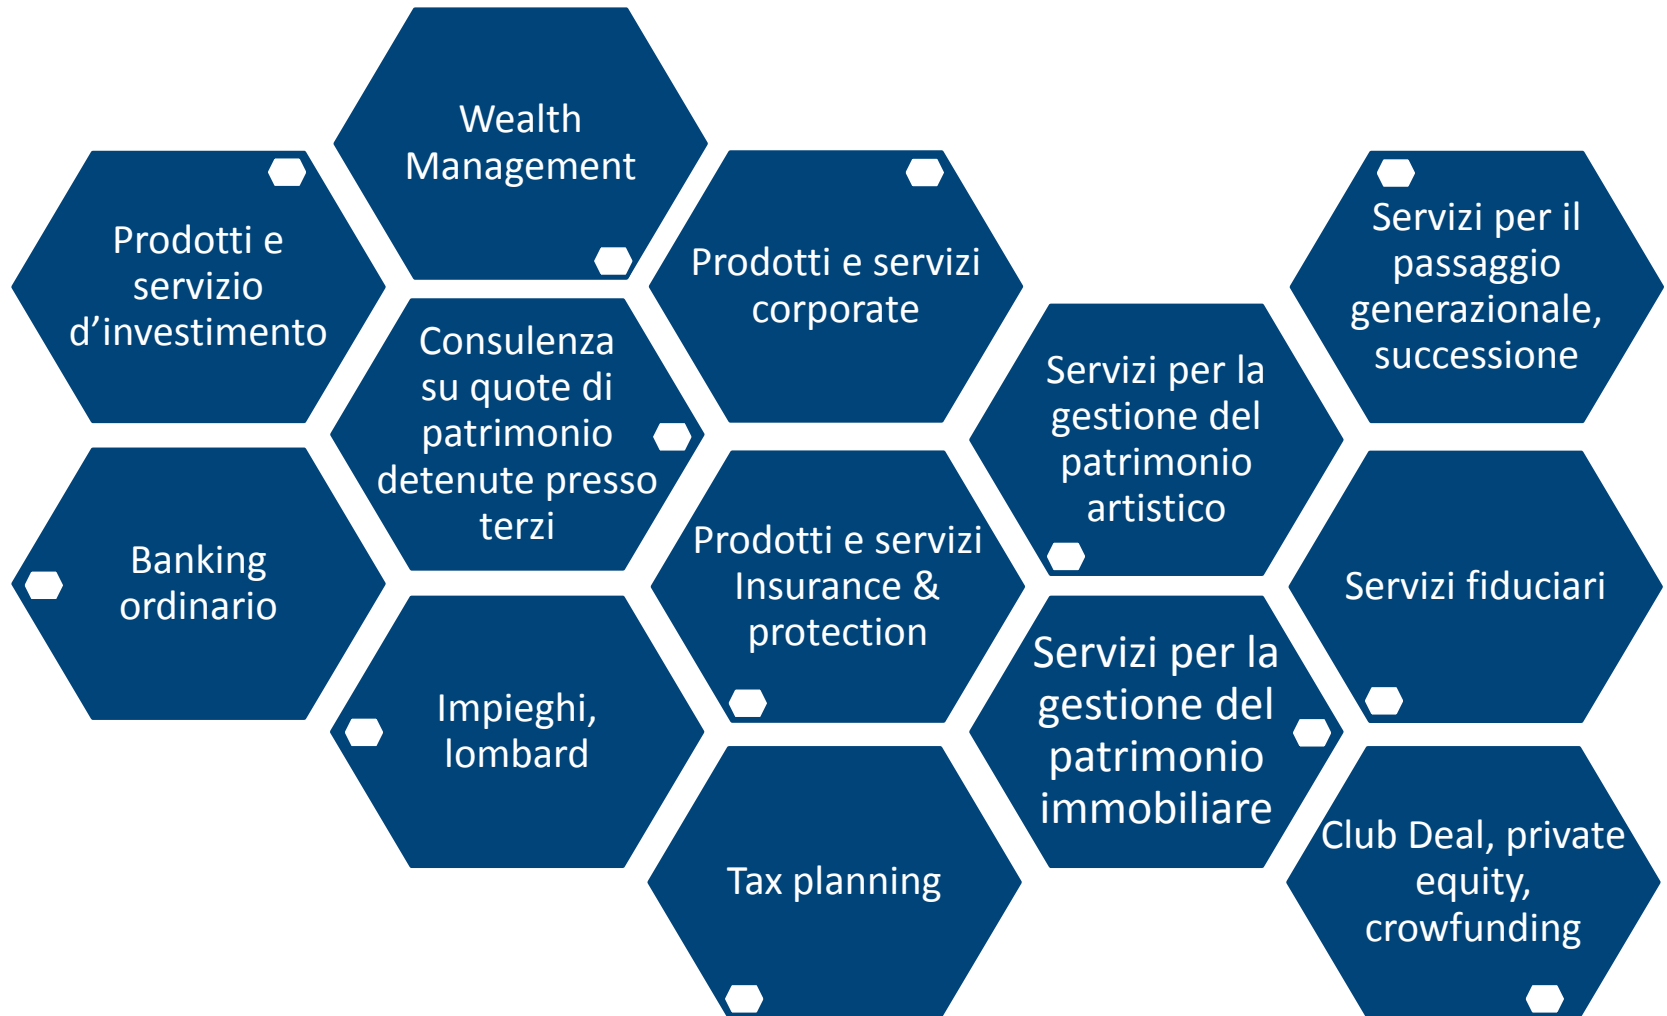 Wealth
Management
Prodotti e
servizio
d’investimento
Prodotti e servizi
corporate
Servizi per il
passaggio
generazionale,
successione
Consulenza
su quote di
patrimonio
detenute presso
terzi
Servizi per la
gestione del
patrimonio
artistico
Banking
ordinario
Prodotti e servizi
Insurance &
protection
Servizi fiduciari
Impieghi,
lombard
Servizi per la
gestione del
patrimonio
immobiliare
Tax planning
Club Deal, private
equity,
crowfunding